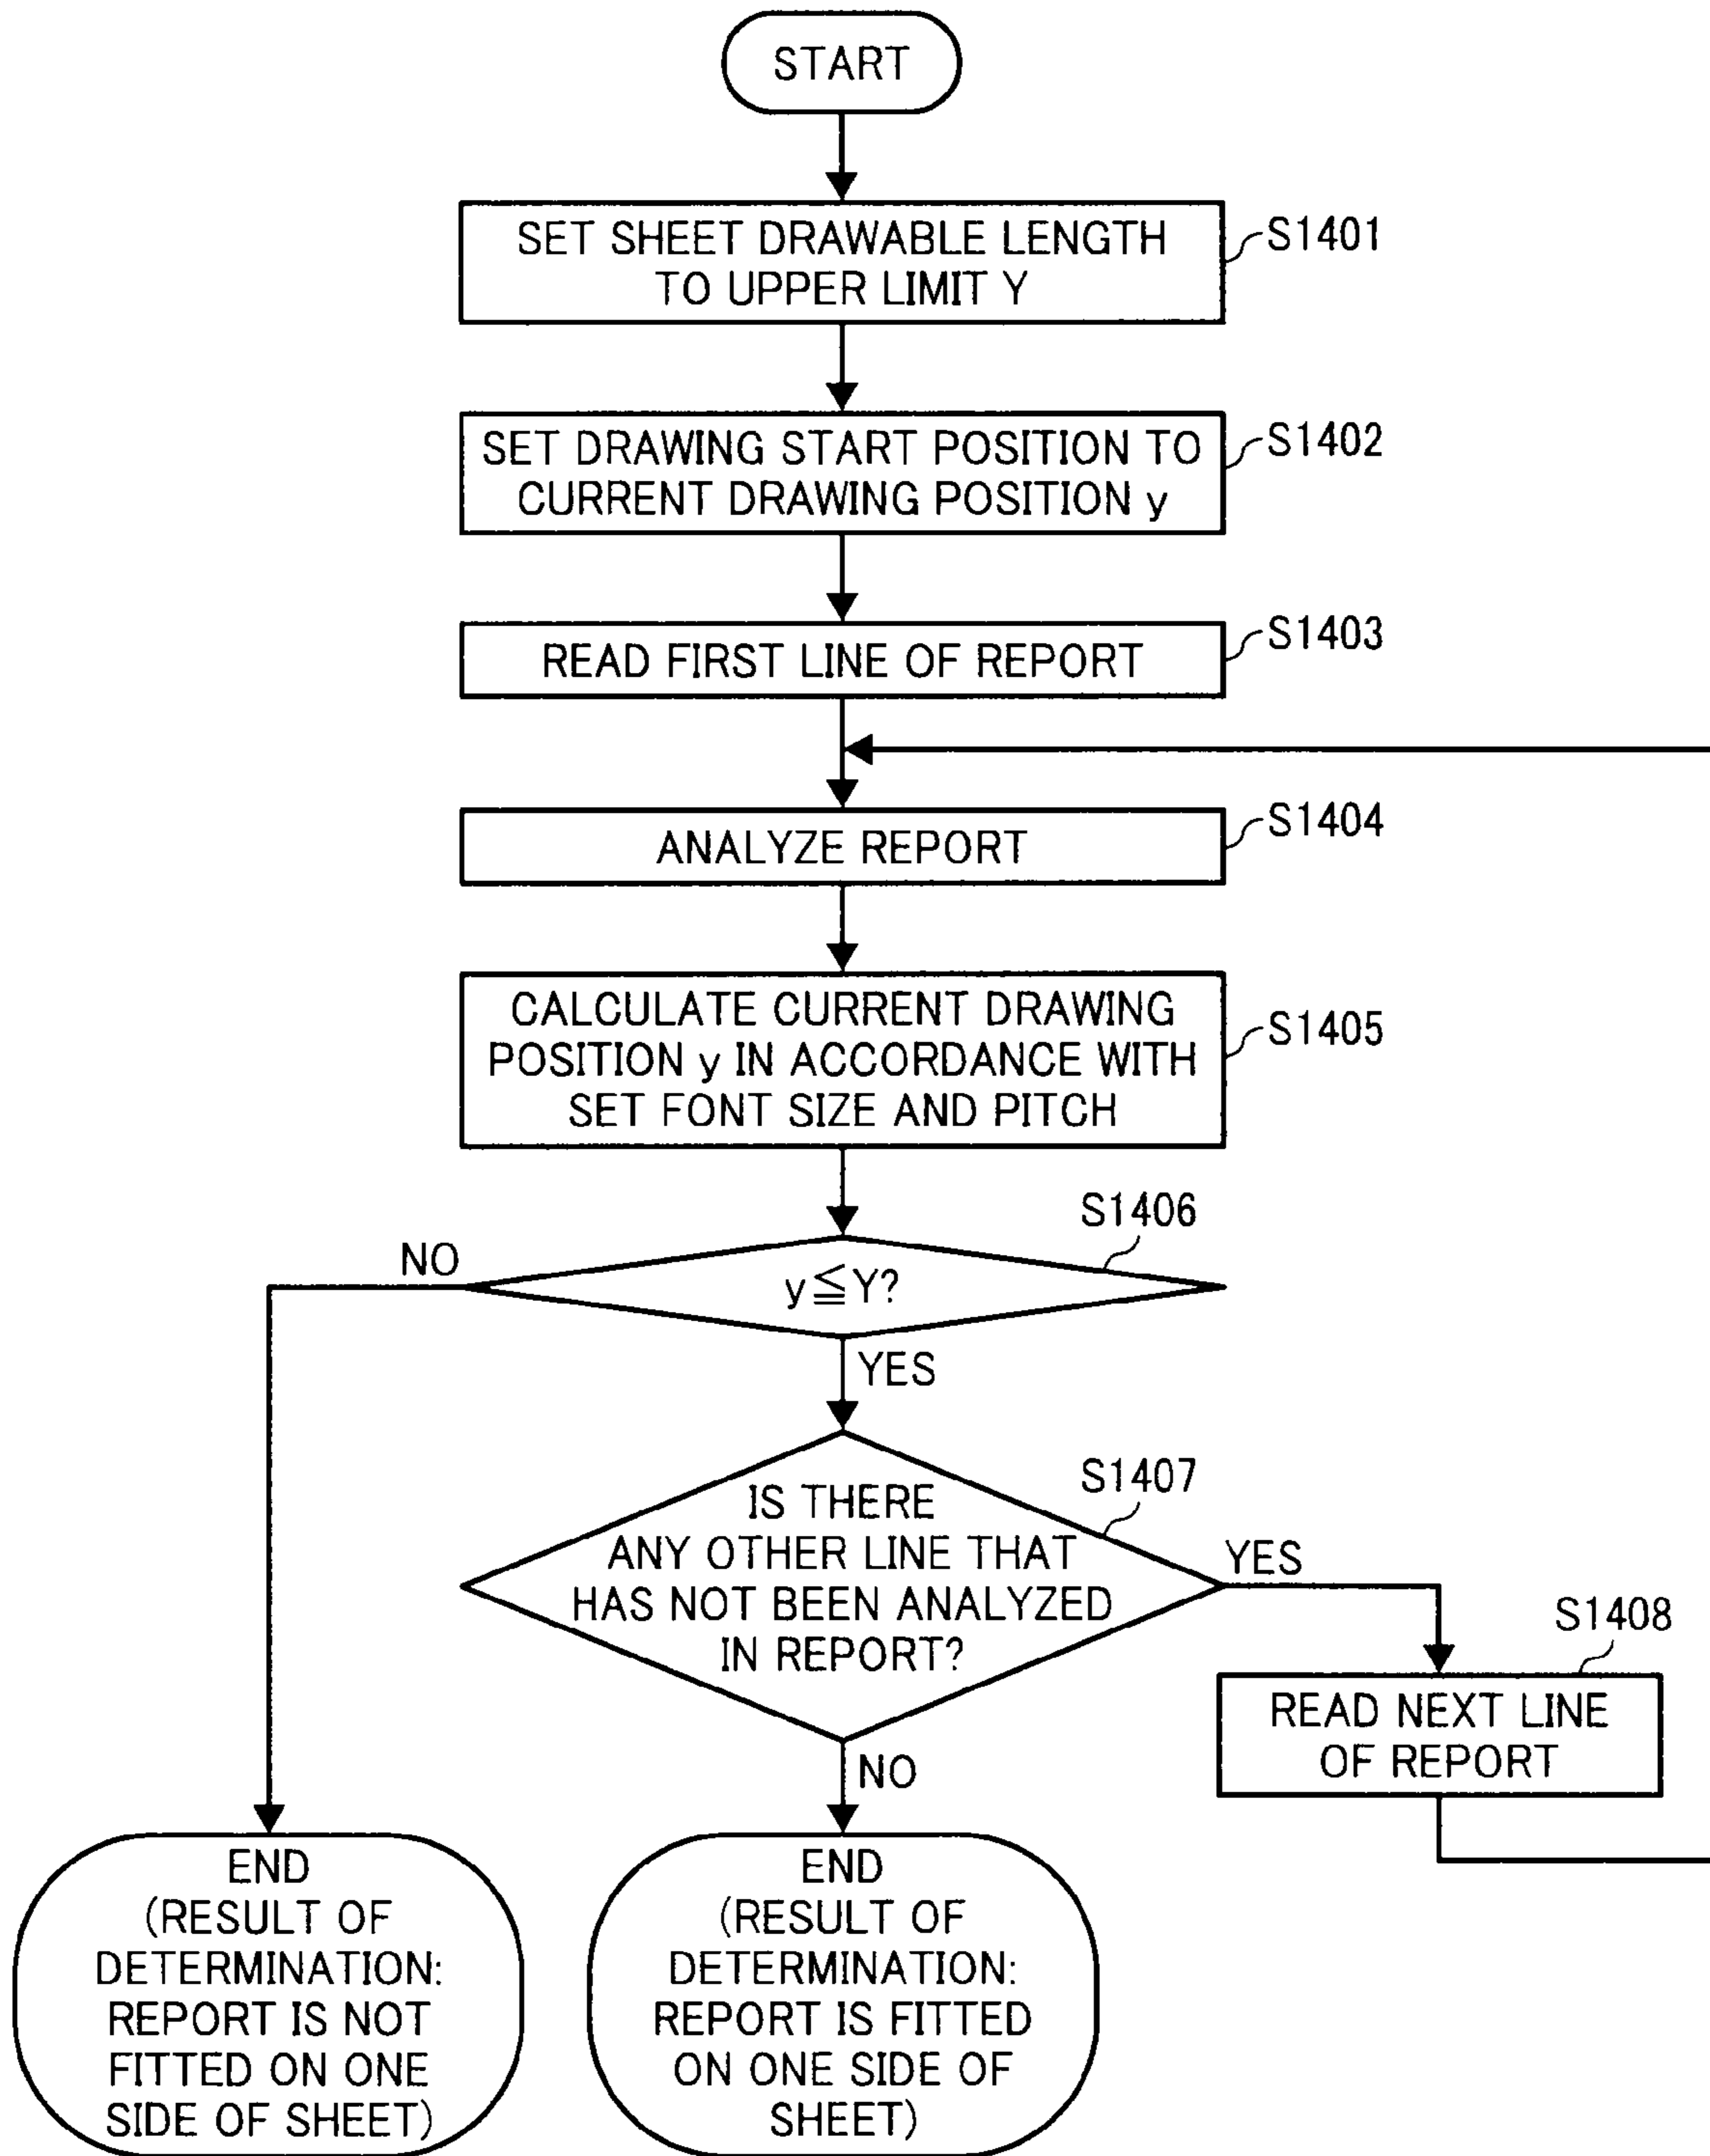 START
SET SHEET DRAWABLE LENGTH
TO UPPER LIMIT Y
S1401
SET DRAWING START POSITION TO
CURRENT DRAWING POSITION y
S1402
READ FIRST LINE OF REPORT
S1403
ANALYZE REPORT
S1404
CALCULATE CURRENT DRAWING
POSITION y IN ACCORDANCE WITH
SET FONT SIZE AND PITCH
S1405
S1406
NO
y≦Y?
YES
S1407
IS THERE
ANY OTHER LINE THAT
HAS NOT BEEN ANALYZED
IN REPORT?
YES
S1408
READ NEXT LINE
OF REPORT
NO
END
(RESULT OF
DETERMINATION:
REPORT IS NOT
FITTED ON ONE
SIDE OF SHEET)
END
(RESULT OF
DETERMINATION:
REPORT IS FITTED
ON ONE SIDE OF
SHEET)